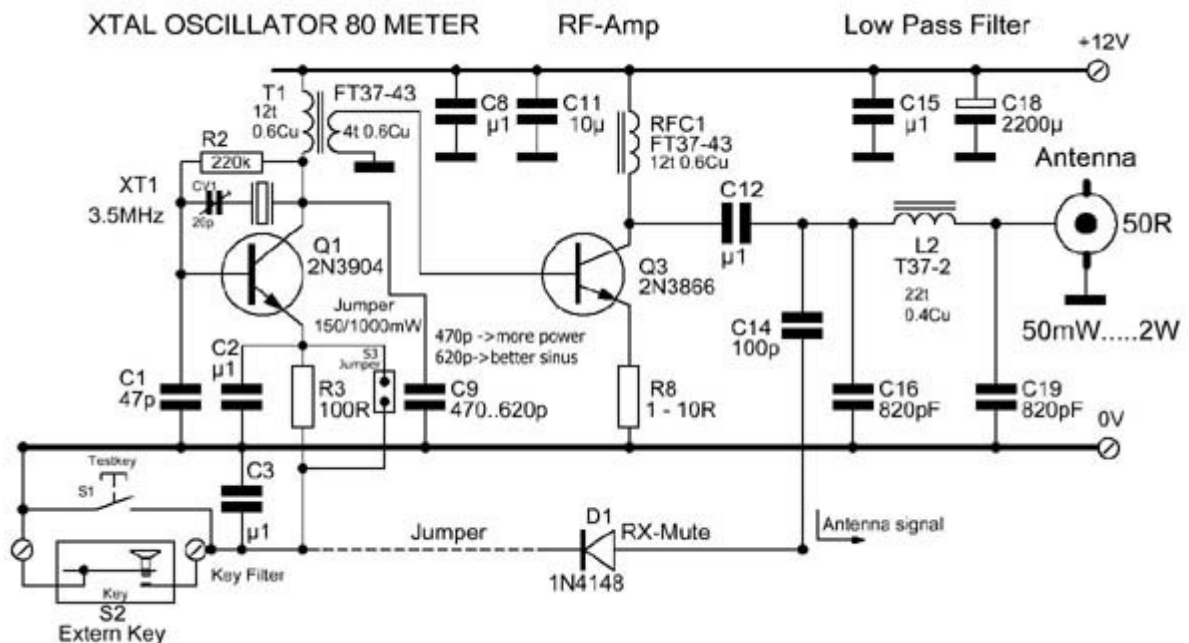 XTAL OSCILLATOR 80 METER
RF-Amp
Low Pass Filter
+12V
T1
12t
0.6Cu
FT37-43
4t 0.6Cu
C8
µ1
C11
10µ
RFC1
FT37-43
12t 0.6Cu
C15
µ1
C18
2200µ
R2
220k
Antenna
XT1
3.5MHz
CV1
26p
C12
µ1
50R
Q1
2N3904
Q3
2N3866
L2
T37-2
22t
0.4Cu
Jumper
150/1000mW
470p ->more power
620p->better sinus
C14
100p
50mW.....2W
C1
47p
C2
µ1
R3
100R
S3
Jumper
C9
470..620p
R8
1 - 10R
C16
820pF
C19
820pF
0V
Testkey
S1
C3
µ1
Jumper
D1
RX-Mute
1N4148
Antenna signal
Key Filter
Key
S2
Extern Key